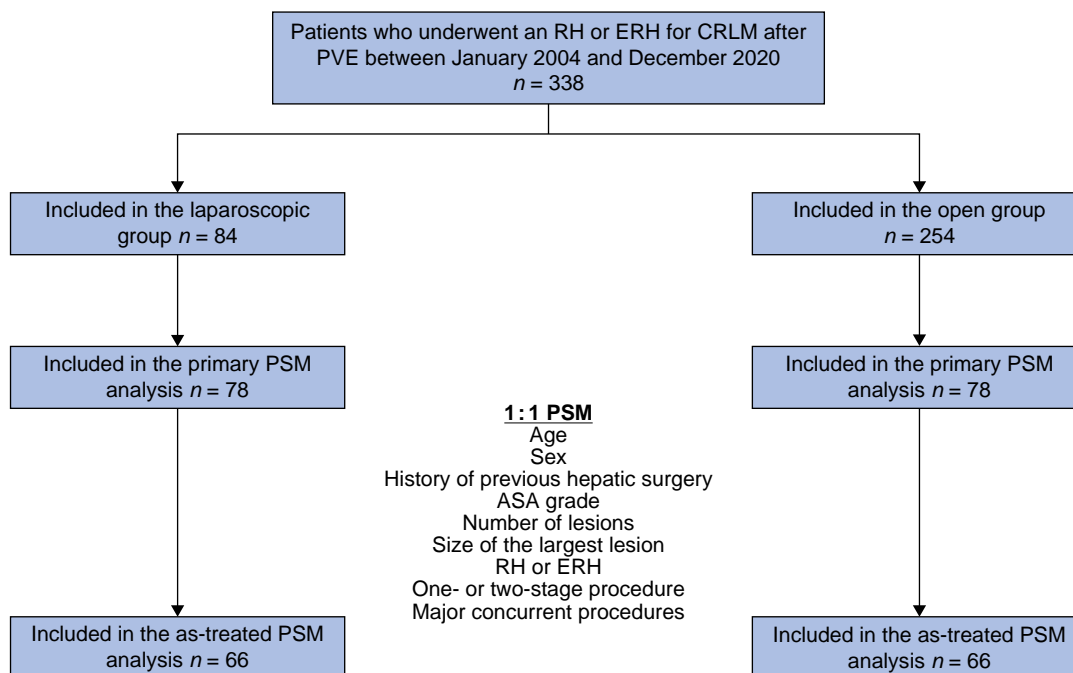 Patients who underwent an RH or ERH for CRLM after
PVE between January 2004 and December 2020
n = 338
Included in the laparoscopic
group n = 84
Included in the open group
n = 254
Included in the primary PSM
analysis n = 78
Included in the primary PSM
analysis n = 78
1:1 PSM
Age
Sex
History of previous hepatic surgery
ASA grade
Number of lesions
Size of the largest lesion
RH or ERH
One- or two-stage procedure
Major concurrent procedures
Included in the as-treated PSM
analysis n = 66
Included in the as-treated PSM
analysis n = 66